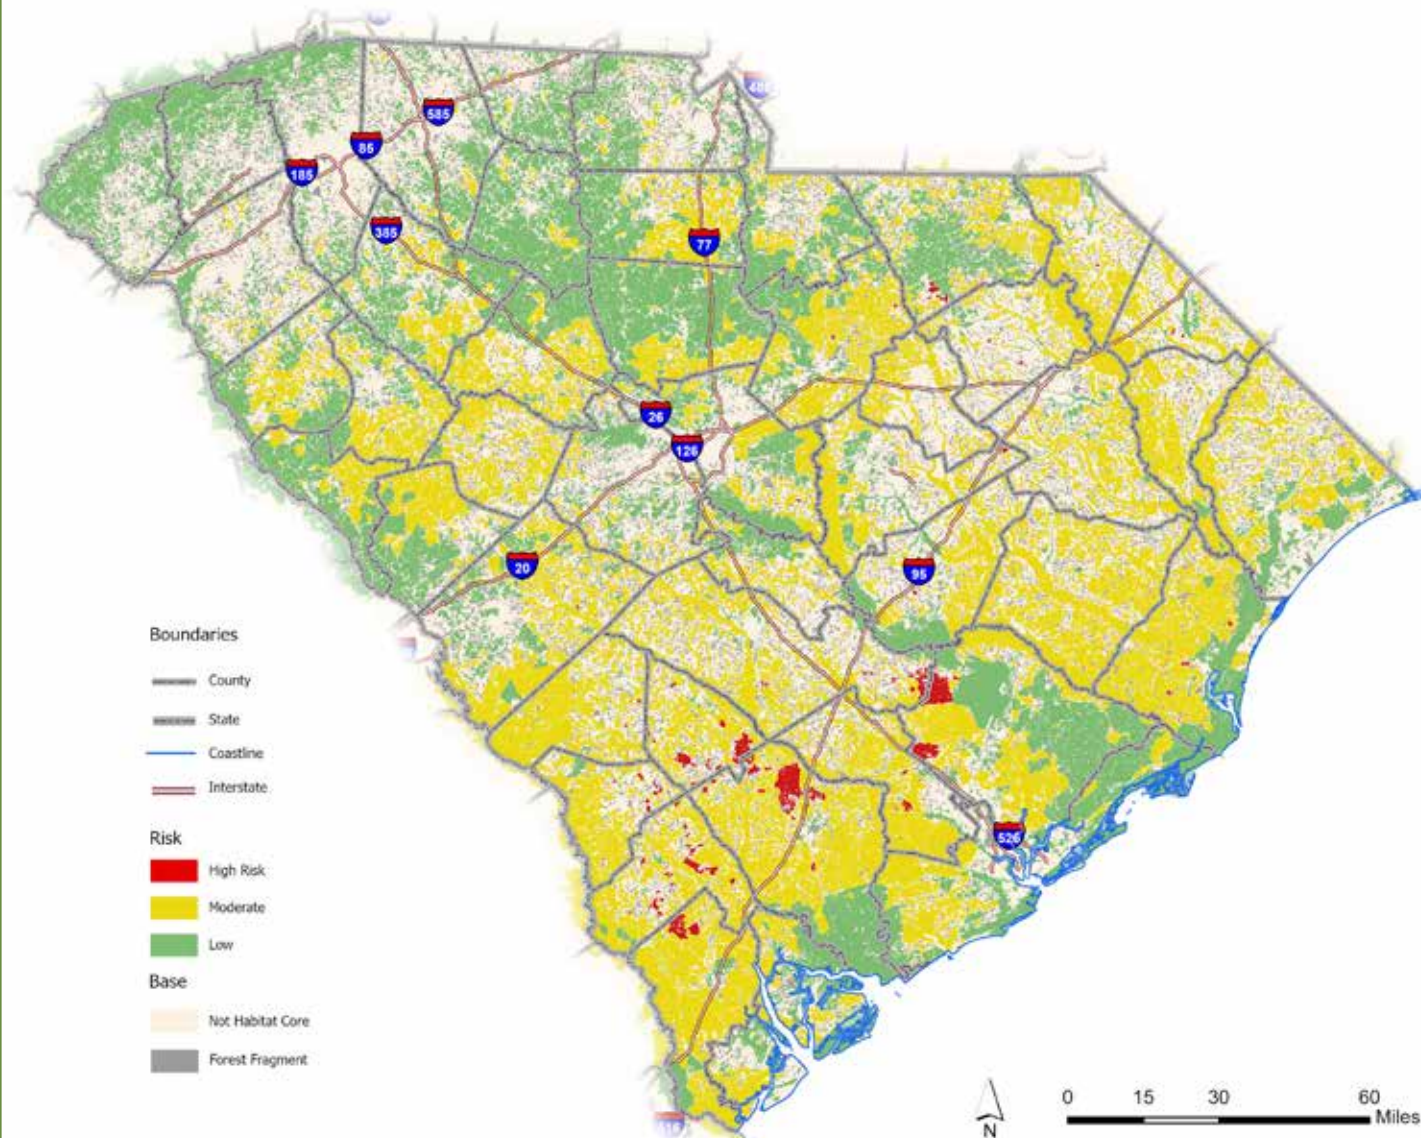 585
85
185
385
77
26
126
20
95
526
Boundaries
County
State
Coastline
Interstate
Risk
High Risk
Moderate
Low
Base
Not Habitat Core
Forest Fragment
N
0 15 30 60
Miles